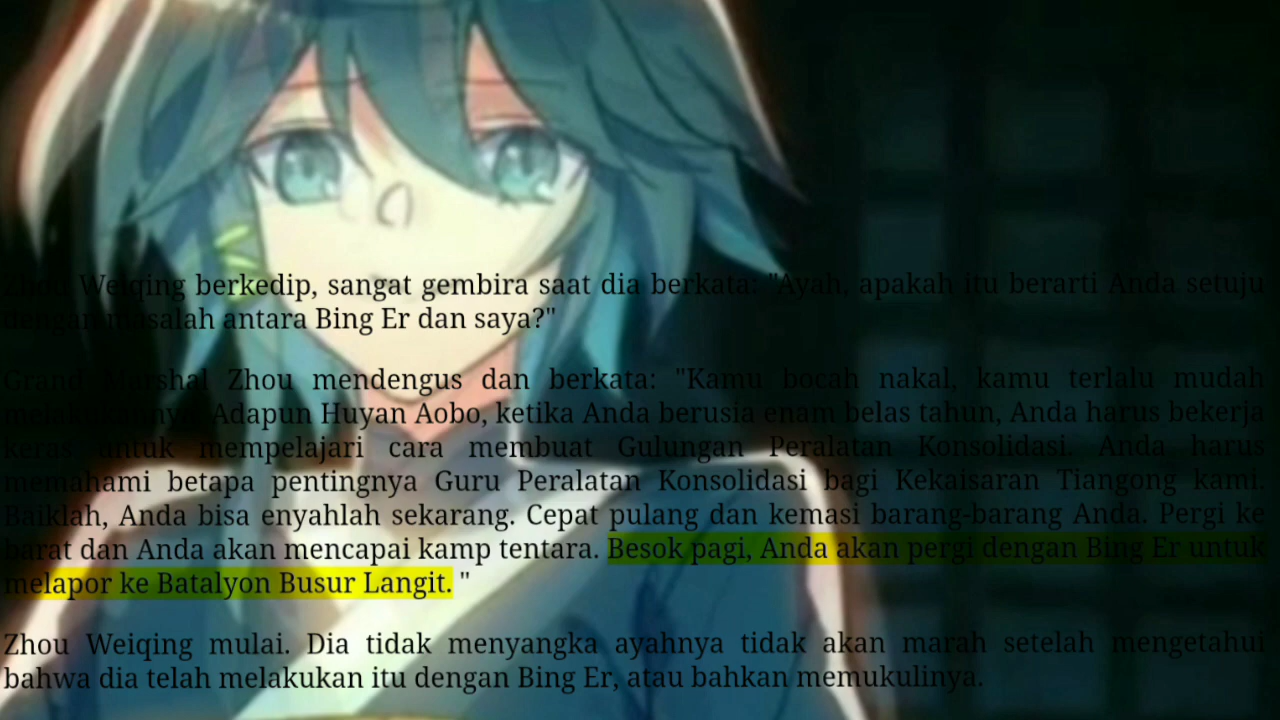 Zhou Weiqing berkedip, sangat gembira saat dia berkata: "Ayah, apakah itu berarti Anda setuju
dengan masalah antara Bing Er dan saya?"
Grand Marshal Zhou mendengus dan berkata: "Kamu bocah nakal, kamu terlalu mudah
melakukannya. Adapun Huyan Aobo, ketika Anda berusia enam belas tahun, Anda harus bekerja
keras untuk mempelajari cara membuat Gulungan Peralatan Konsolidasi. Anda harus
memahami betapa pentingnya Guru Peralatan Konsolidasi bagi Kekaisaran Tiangong kami.
Baiklah, Anda bisa enyahlah sekarang. Cepat pulang dan kemasi barang-barang Anda. Pergi ke
barat dan Anda akan mencapai kamp tentara. Besok pagi, Anda akan pergi dengan Bing Er untuk
melapor ke Batalyon Busur Langit. "
Zhou Weiqing mulai. Dia tidak menyangka ayahnya tidak akan marah setelah mengetahui
bahwa dia telah melakukan itu dengan Bing Er, atau bahkan memukulinya.